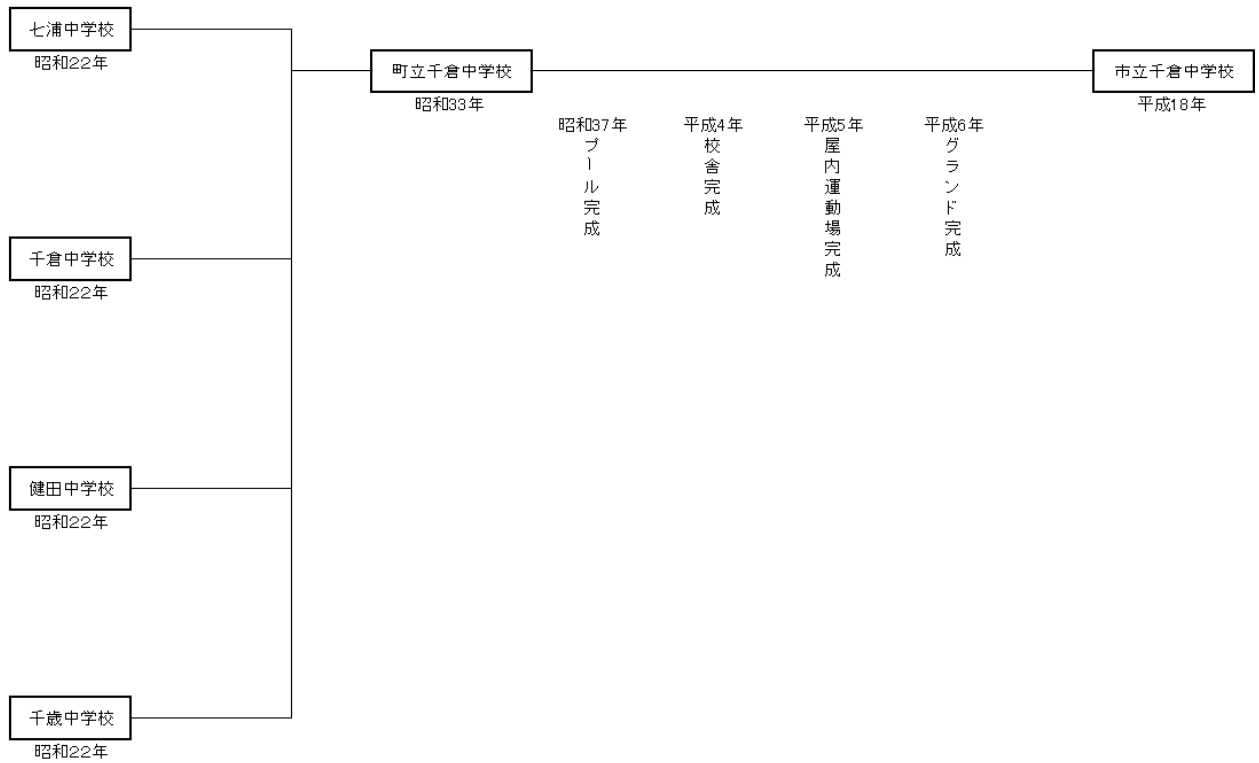 七浦中学校
昭和22年
町立千倉中学校
昭和33年
市立千倉中学校
平成18年
昭和37年
プール完成
平成4年
校舎完成
平成5年
屋内運動場完成
平成6年
グランド完成
千倉中学校
昭和22年
健田中学校
昭和22年
千歳中学校
昭和22年